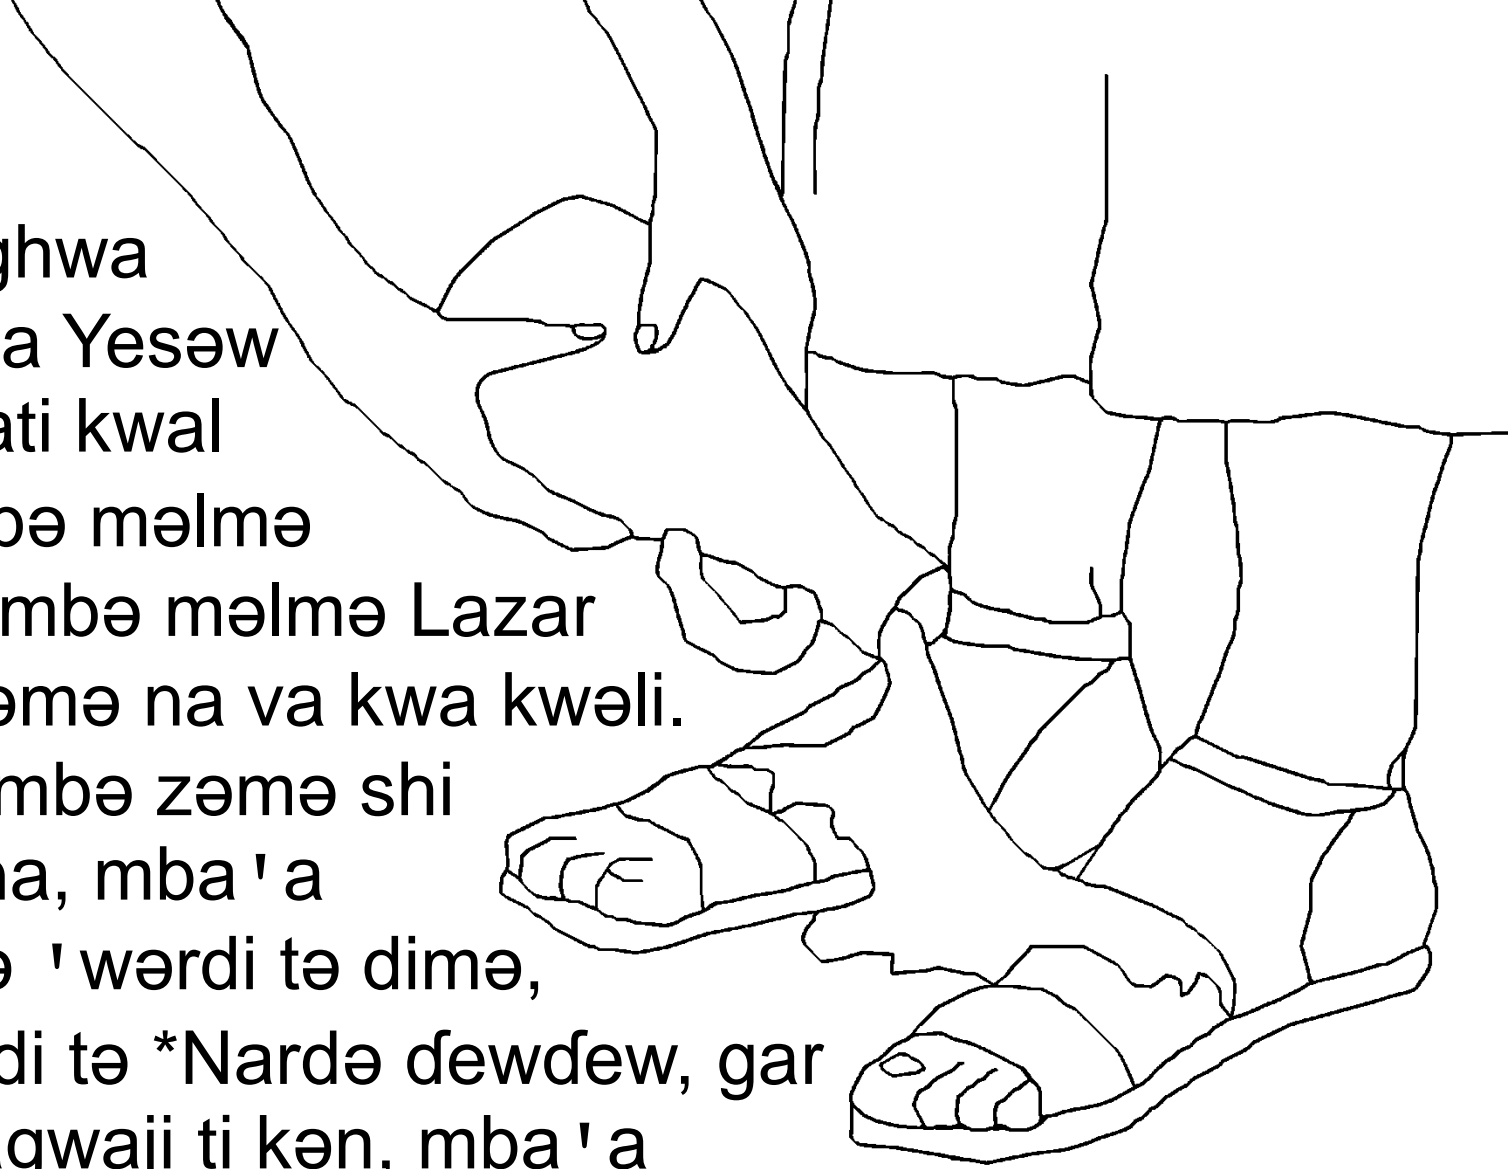 ghwa
a Yesəw
ati kwal
bə məlmə
mbə məlmə Lazar
əmə na va kwa kwəli.
mbə zəmə shi
na, mba'a
ə 'wərdi tə dimə,
di tə *Nardə ɗewɗew, gar
gwaji ti kən, mba'a